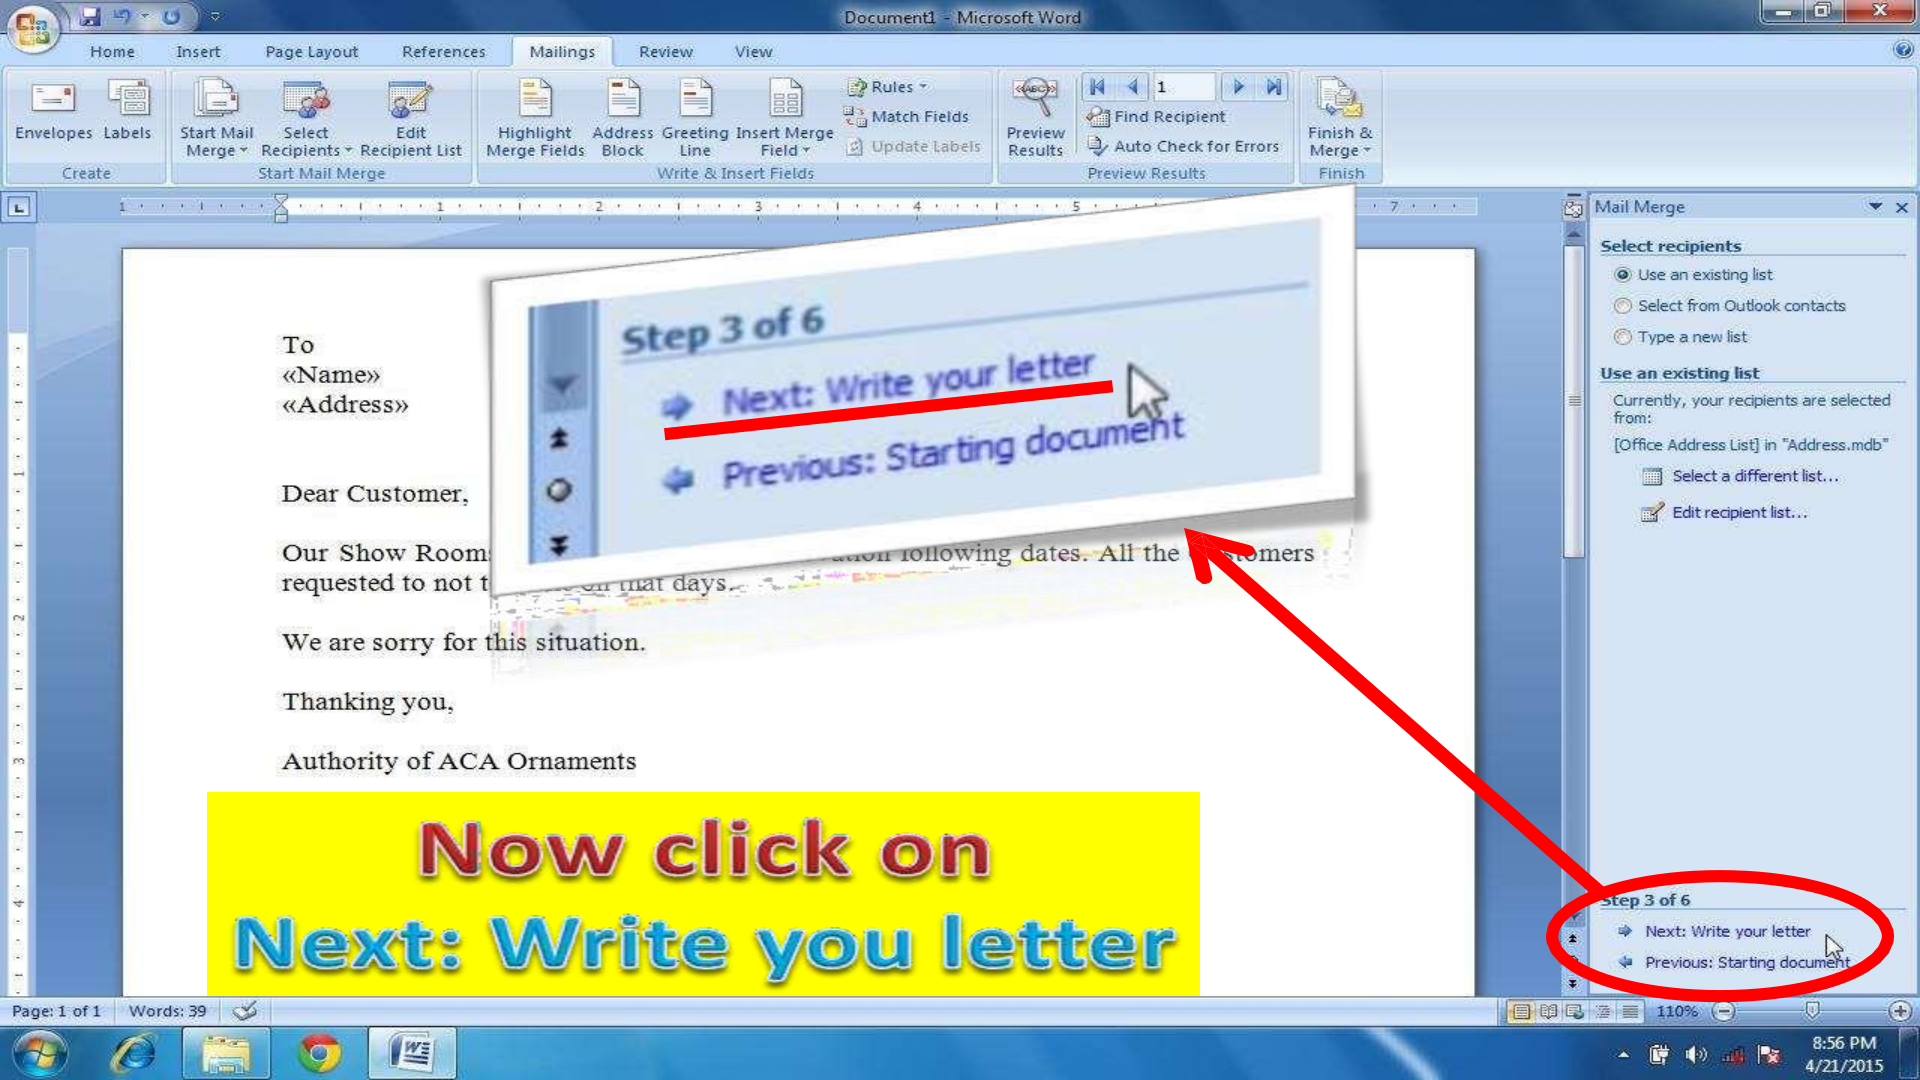 Document1 - Microsoft Word
Home Insert Page Layout References Mailings Review View
Envelopes Labels
Start Mail Merge Select Recipients Edit Recipient List
Highlight Merge Fields Address Block Greeting Line Insert Merge Field
Rules
Match Fields
Update Labels
Preview Results
1
Find Recipient
Auto Check for Errors
Finish & Merge
Create Start Mail Merge Write & Insert Fields Preview Results Finish
1 1 2 3 4 5 7
To
«Name»
«Address»
Dear Customer,
Our Show Room following dates. All the
requested to not that days.
We are sorry for this situation.
Thanking you,
Authority of ACA Ornaments
Step 3 of 6
Next: Write your letter
Previous: Starting document
Now click on
Next: Write you letter
Mail Merge
Select recipients
Use an existing list
Select from Outlook contacts
Type a new list
Use an existing list
Currently, your recipients are selected
from:
[Office Address List] in "Address.mdb"
Select a different list...
Edit recipient list...
Step 3 of 6
Next: Write your letter
Previous: Starting document
Page: 1 of 1 Words: 39 110%
8:56 PM
4/21/2015